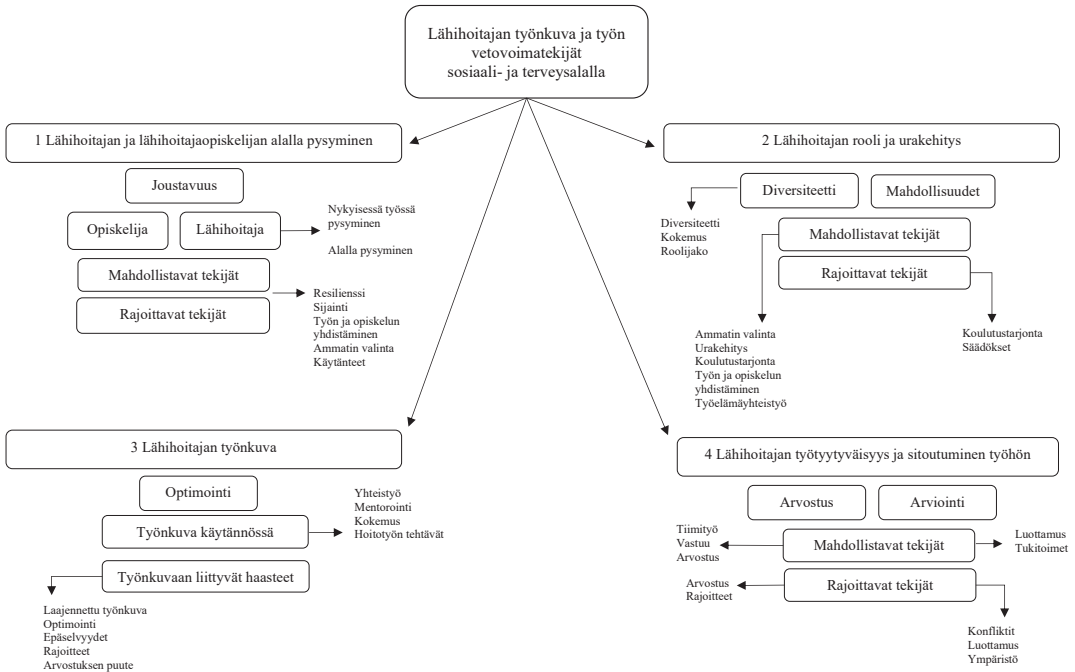 Lähihoitajan työnkuva ja työn
vetovoimatekijät
sosiaali- ja terveysalalla
1 Lähihoitajan ja lähihoitajaopiskelijan alalla pysyminen
Joustavuus
Opiskelija
Lähihoitaja
Nykyisessä työssä
pysyminen
Alalla pysyminen
Mahdollistavat tekijät
Rajoittavat tekijät
Resilienssi
Sijainti
Työn ja opiskelun
yhdistäminen
Ammatin valinta
Käytänteet
2 Lähihoitajan rooli ja urakehitys
Diversiteetti
Mahdollisuudet
Diversiteetti
Kokemus
Roolijako
Mahdollistavat tekijät
Rajoittavat tekijät
Ammatin valinta
Urakehitys
Koulutustarjonta
Työn ja opiskelun
yhdistäminen
Työelämäyhteistyö
Koulutustarjonta
Säädökset
3 Lähihoitajan työnkuva
Optimointi
Työnkuva käytännössä
Yhteistyö
Mentorointi
Kokemus
Hoitotyön tehtävät
Työnkuvaan liittyvät haasteet
Laajennettu työnkuva
Optimointi
Epäselvyydet
Rajoitteet
Arvostuksen puute
4 Lähihoitajan työtyytyväisyys ja sitoutuminen työhön
Arvostus
Arviointi
Tiimityö
Vastuu
Arvostus
Mahdollistavat tekijät
Luottamus
Tukitoimet
Arvostus
Rajoitteet
Rajoittavat tekijät
Konfliktit
Luottamus
Ympäristö